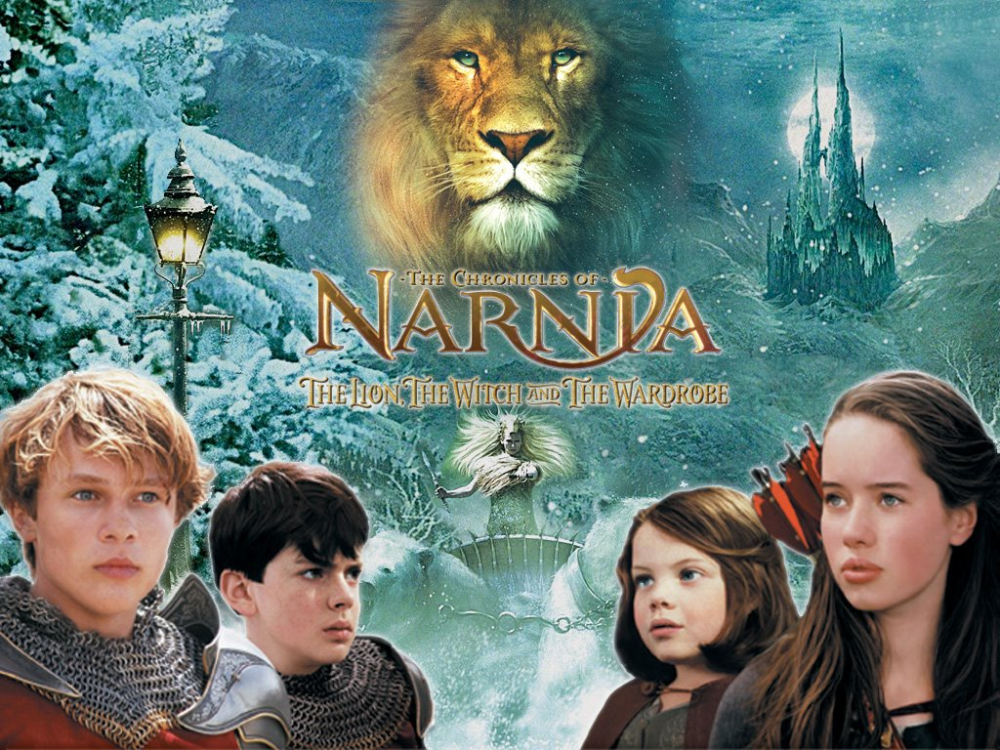 ·THE CHRONICLES OF·
NARNIA
THE LION, THE WITCH AND THE WARDROBE